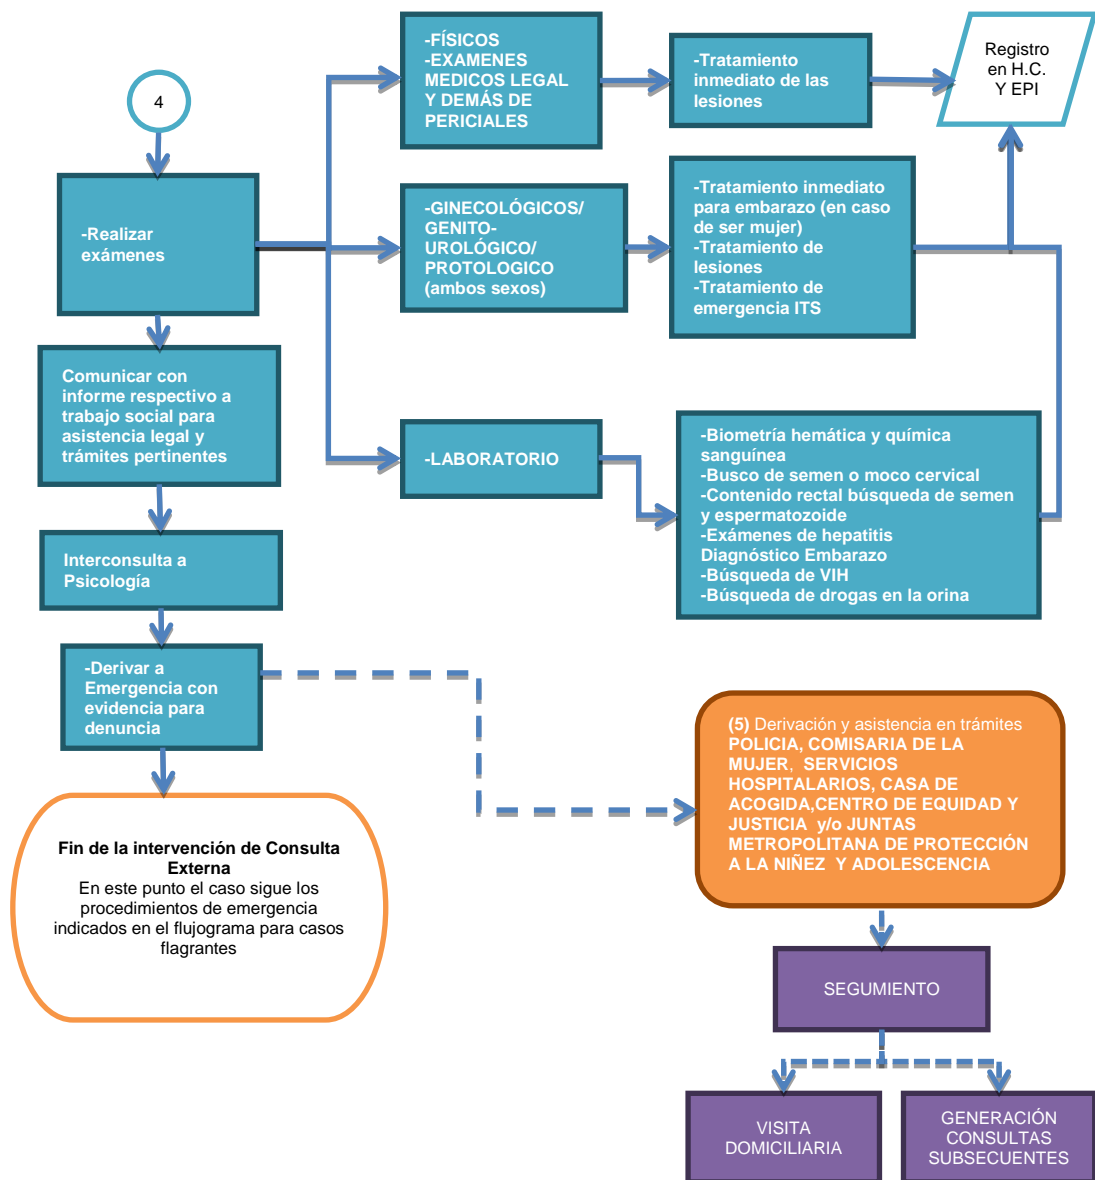 4
-Realizar
exámenes
-FÍSICOS
-EXAMENES
MEDICOS LEGAL
Y DEMÁS DE
PERICIALES
-Tratamiento
inmediato de las
lesiones
Registro
en H.C.
Y EPI
-GINECOLÓGICOS/
GENITO-
UROLÓGICO/
PROTOLOGICO
(ambos sexos)
-Tratamiento inmediato
para embarazo (en caso
de ser mujer)
-Tratamiento de
lesiones
-Tratamiento de
emergencia ITS
Comunicar con
informe respectivo a
trabajo social para
asistencia legal y
trámites pertinentes
-LABORATORIO
-Biometría hemática y química
sanguínea
-Busco de semen o moco cervical
-Contenido rectal búsqueda de semen
y espermatozoide
-Exámenes de hepatitis
Diagnóstico Embarazo
-Búsqueda de VIH
-Búsqueda de drogas en la orina
Interconsulta a
Psicología
-Derivar a
Emergencia con
evidencia para
denuncia
Fin de la intervención de Consulta
Externa
En este punto el caso sigue los
procedimientos de emergencia
indicados en el flujograma para casos
flagrantes
(5) Derivación y asistencia en trámites
POLICIA, COMISARIA DE LA
MUJER, SERVICIOS
HOSPITALARIOS, CASA DE
ACOGIDA,CENTRO DE EQUIDAD Y
JUSTICIA y/o JUNTAS
METROPOLITANA DE PROTECCIÓN
A LA NIÑEZ Y ADOLESCENCIA
SEGUMIENTO
VISITA
DOMICILIARIA
GENERACIÓN
CONSULTAS
SUBSECUENTES